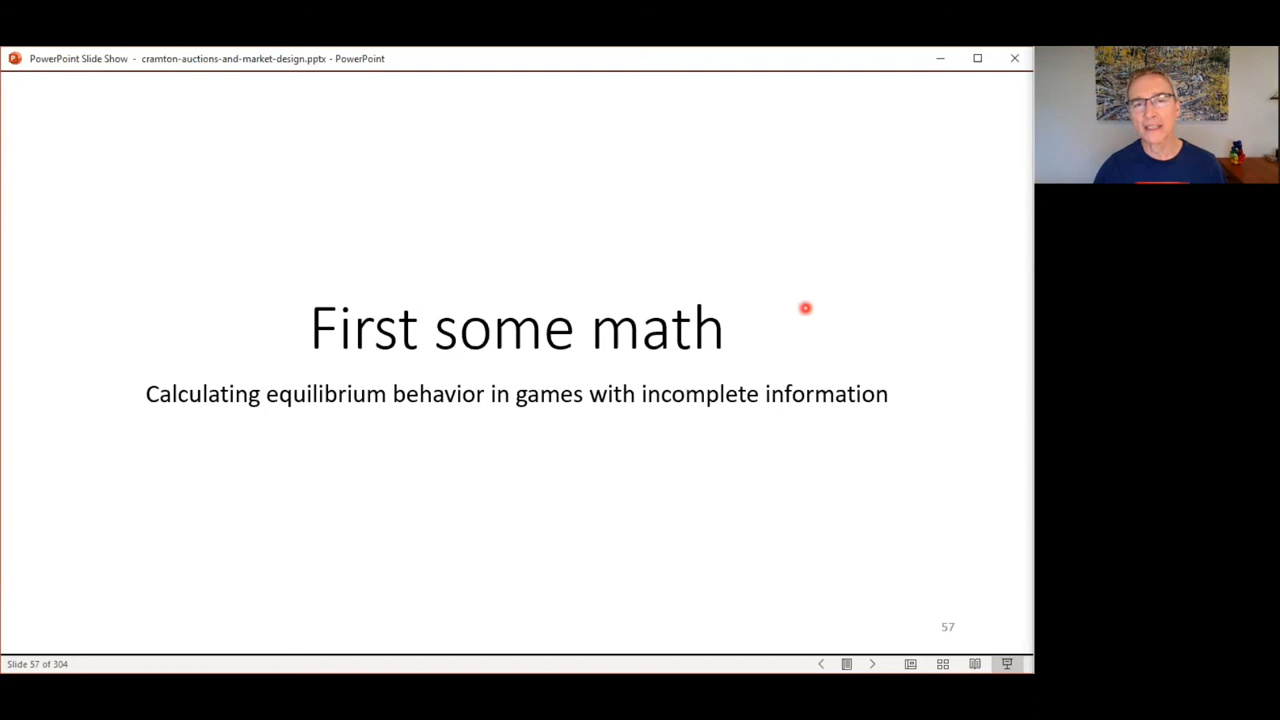 PowerPoint Slide Show - cramton-auctions-and-market-design.pptx - PowerPoint
First some math
Calculating equilibrium behavior in games with incomplete information
57
Slide 57 of 304